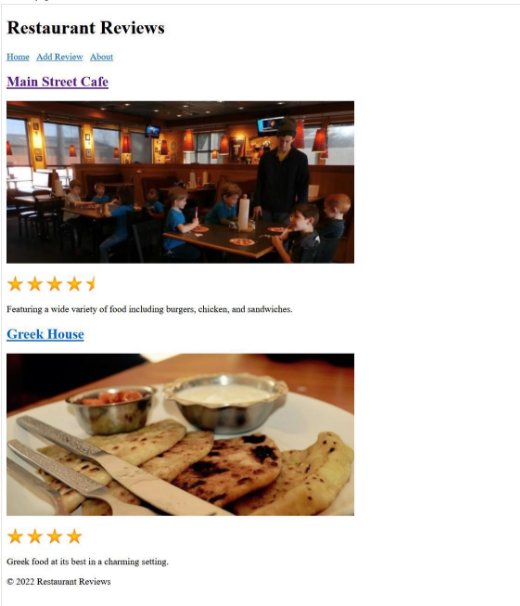 Restaurant Reviews
Home Add Review About
Main Street Cafe
Featuring a wide variety of food including burgers, chicken, and sandwiches.
Greek House
Greek food at its best in a charming setting.
© 2022 Restaurant Reviews